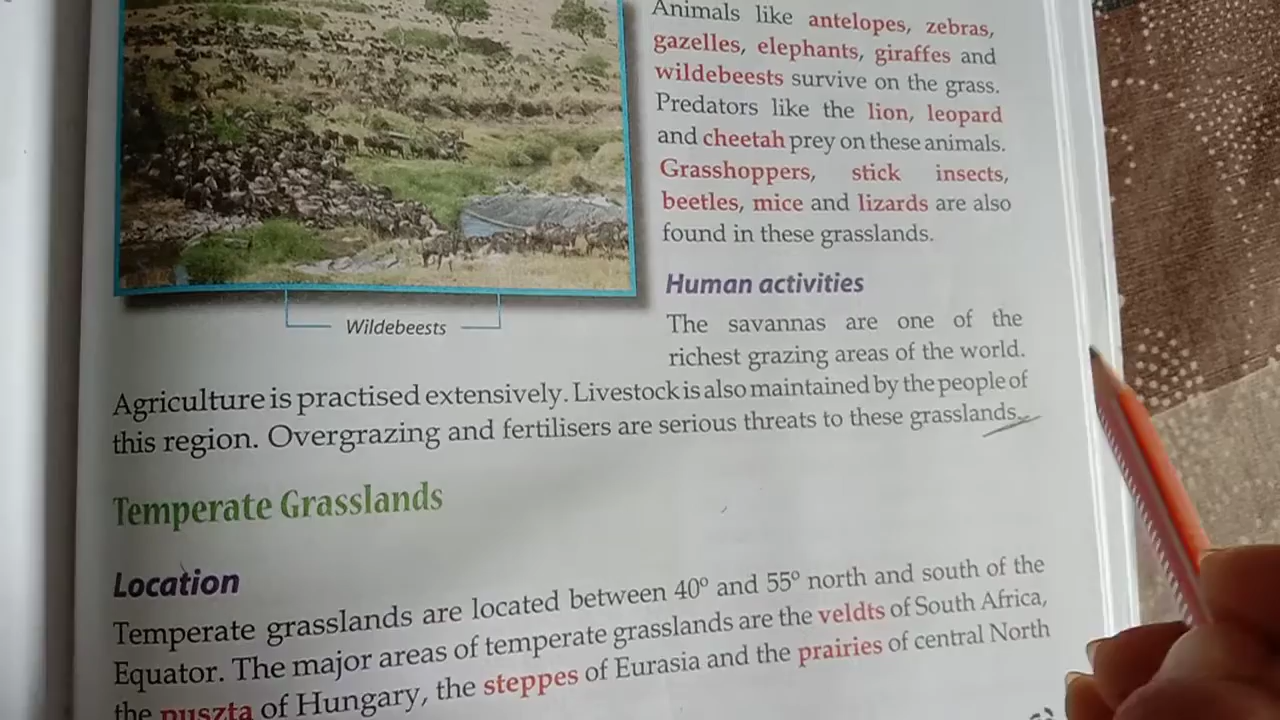 Animals like antelopes, zebras,
gazelles, elephants, giraffes and
wildebeests survive on the grass.
Predators like the lion, leopard
and cheetah prey on these animals.
Grasshoppers, stick insects,
beetles, mice and lizards are also
found in these grasslands.
Wildebeests
Human activities
The savannas are one of the
richest grazing areas of the world.
Agriculture is practised extensively. Livestock is also maintained by the people of
this region. Overgrazing and fertilisers are serious threats to these grasslands.
Temperate Grasslands
Location
Temperate grasslands are located between 40º and 55º north and south of the
Equator. The major areas of temperate grasslands are the veldts of South Africa,
the puszta of Hungary, the steppes of Eurasia and the prairies of central North